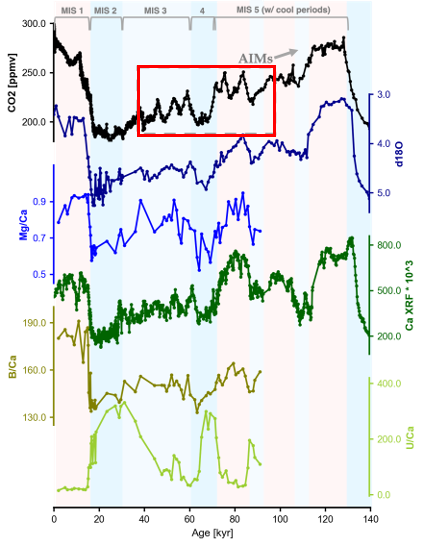 MIS 1
MIS 2
MIS 3
4
MIS 5 (w/ cool periods)
300.0
250.0
200.0
CO2 [ppmv]
AIMs
3.0
4.0
5.0
d18O
0.9
0.7
0.5
Mg/Ca
800.0
500.0
200.0
Ca XRF * 10^3
190.0
160.0
130.0
B/Ca
400.0
200.0
0.0
U/Ca
0 20 40 60 80 100 120 140
Age [kyr]